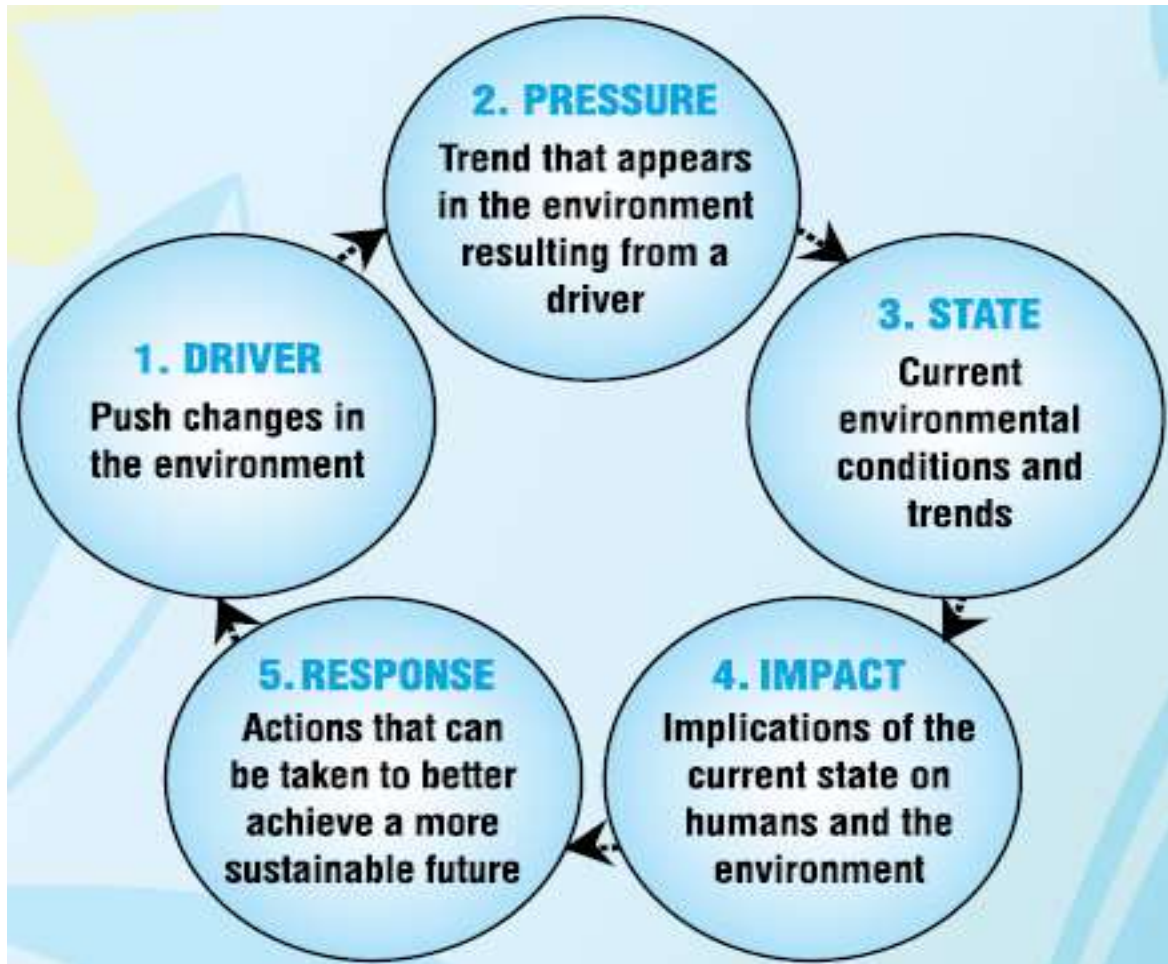 1. DRIVER
Push changes in
the environment
2. PRESSURE
Trend that appears
in the environment
resulting from a
driver
3. STATE
Current
environmental
conditions and
trends
4. IMPACT
Implications of the
current state on
humans and the
environment
5. RESPONSE
Actions that can
be taken to better
achieve a more
sustainable future